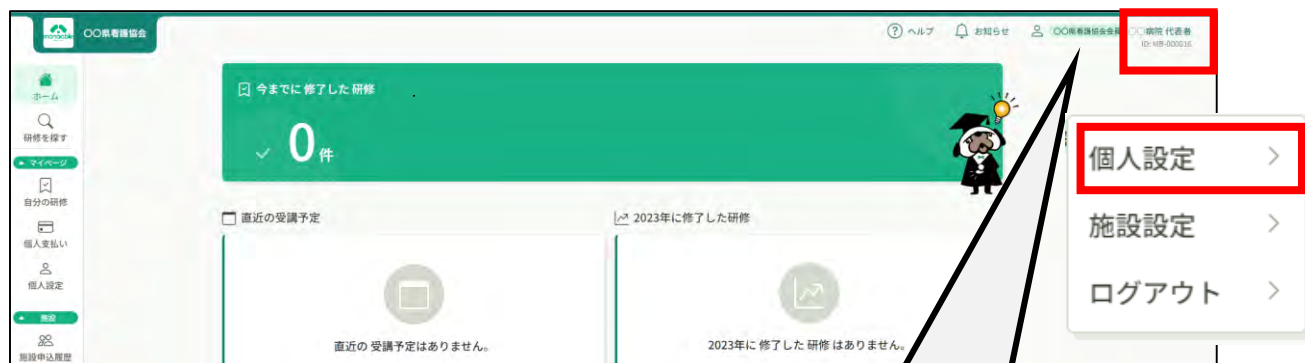 manaable
〇〇県看護協会
ヘルプ
お知らせ
〇〇県看護協会会員
〇〇病院 代表者
ID: MB-000016
ホーム
研修を探す
マイページ
自分の研修
個人支払い
個人設定
施設
施設申込履歴
今までに修了した研修
0件
直近の受講予定
直近の 受講予定はありません。
2023年に修了した研修
2023年に 修了した 研修 はありません。
個人設定
施設設定
ログアウト